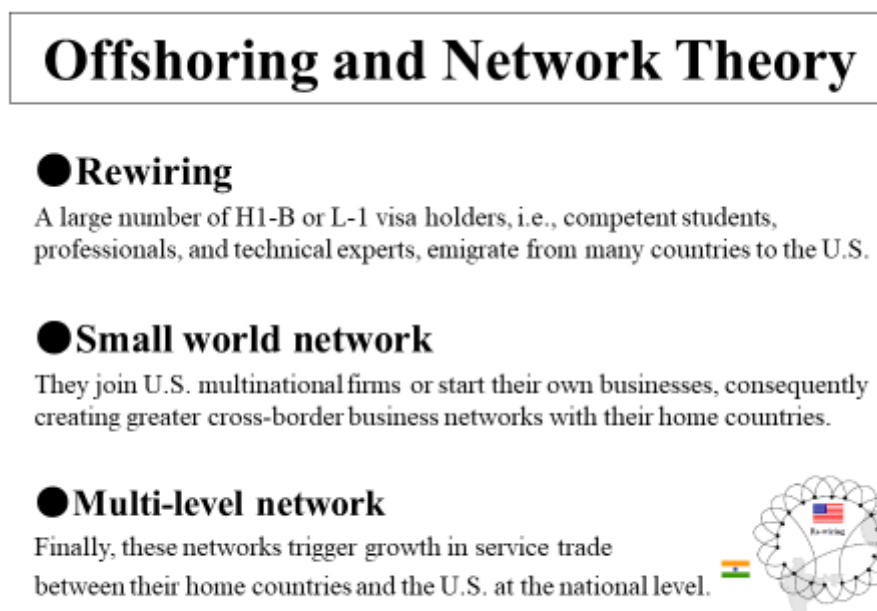 Offshoring and Network Theory
●Rewiring
A large number of H1-B or L-1 visa holders, i.e., competent students,
professionals, and technical experts, emigrate from many countries to the U.S.
●Small world network
They join U.S. multinational firms or start their own businesses, consequently
creating greater cross-border business networks with their home countries.
●Multi-level network
Finally, these networks trigger growth in service trade
between their home countries and the U.S. at the national level.
Re-wiring